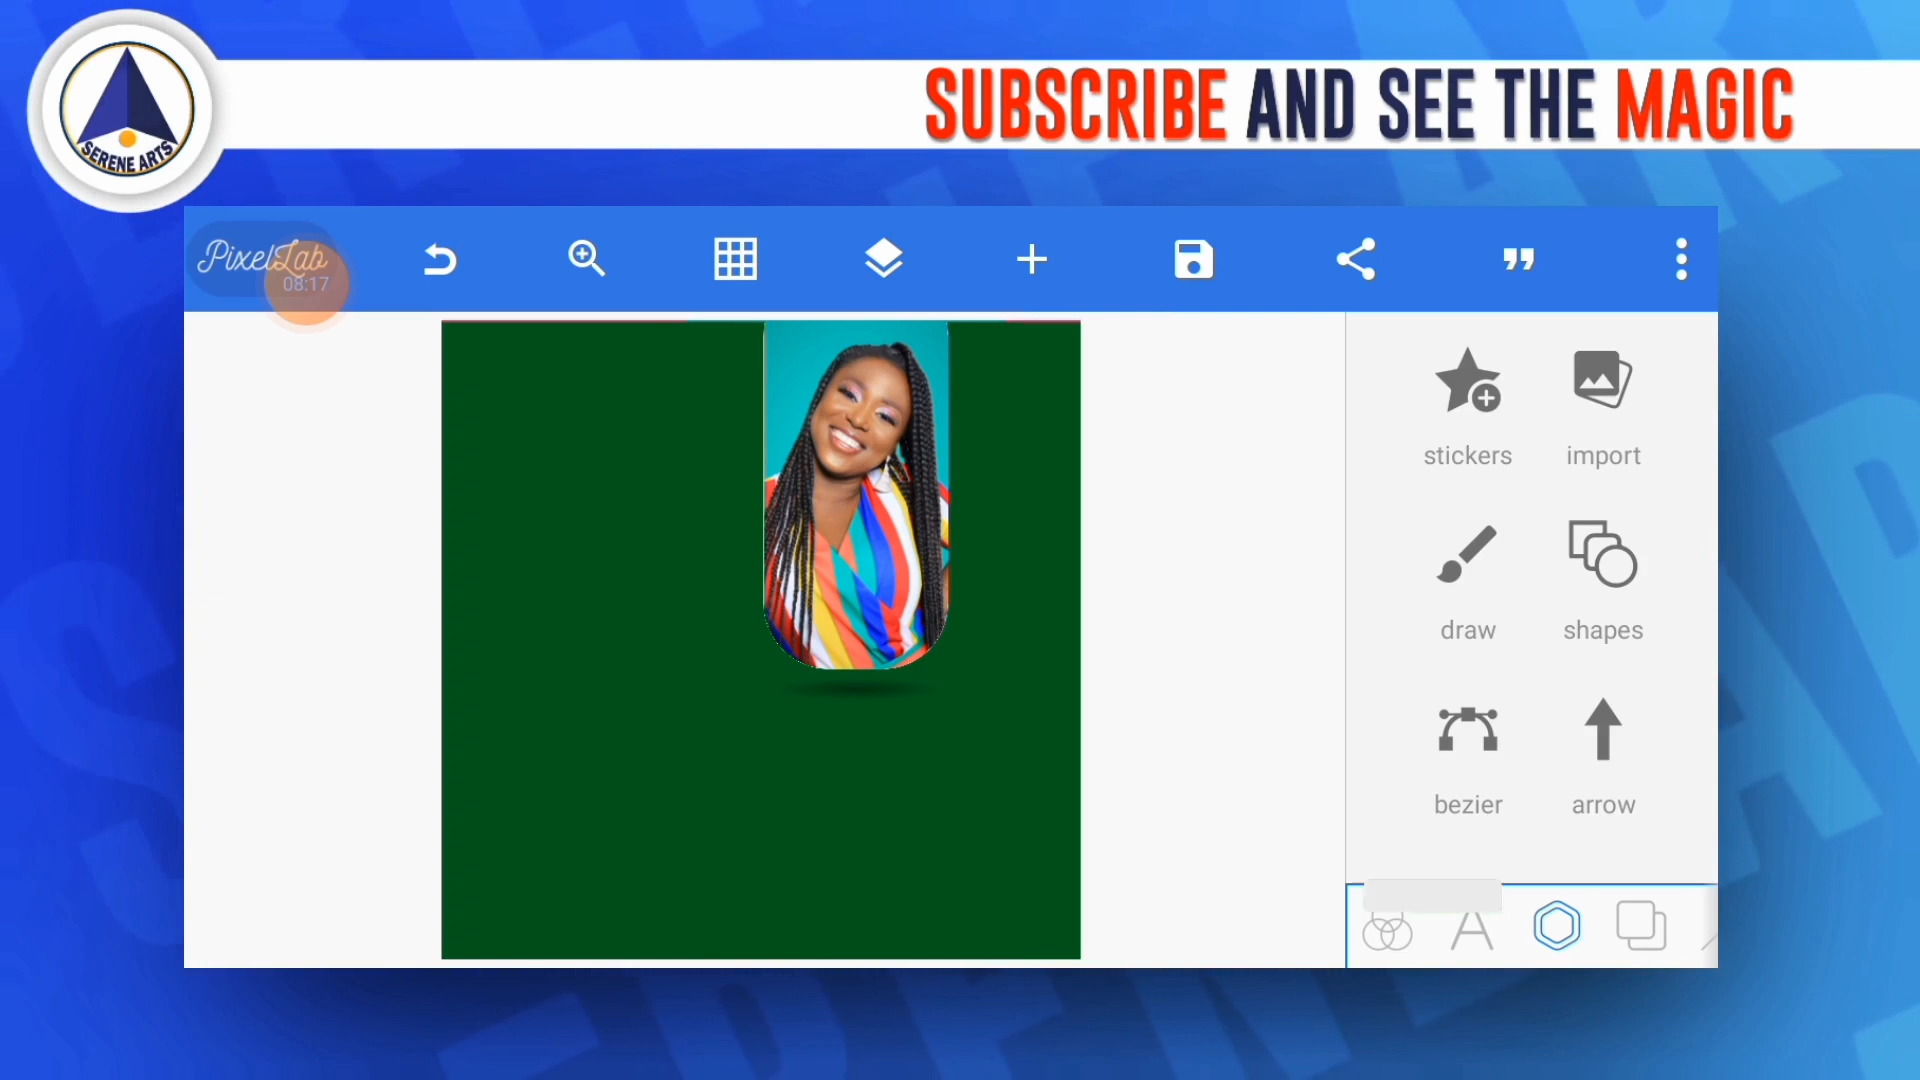 SUBSCRIBE AND SEE THE MAGIC
SERENE ARTS
PixelLab
08:17
stickers
import
draw
shapes
bezier
arrow